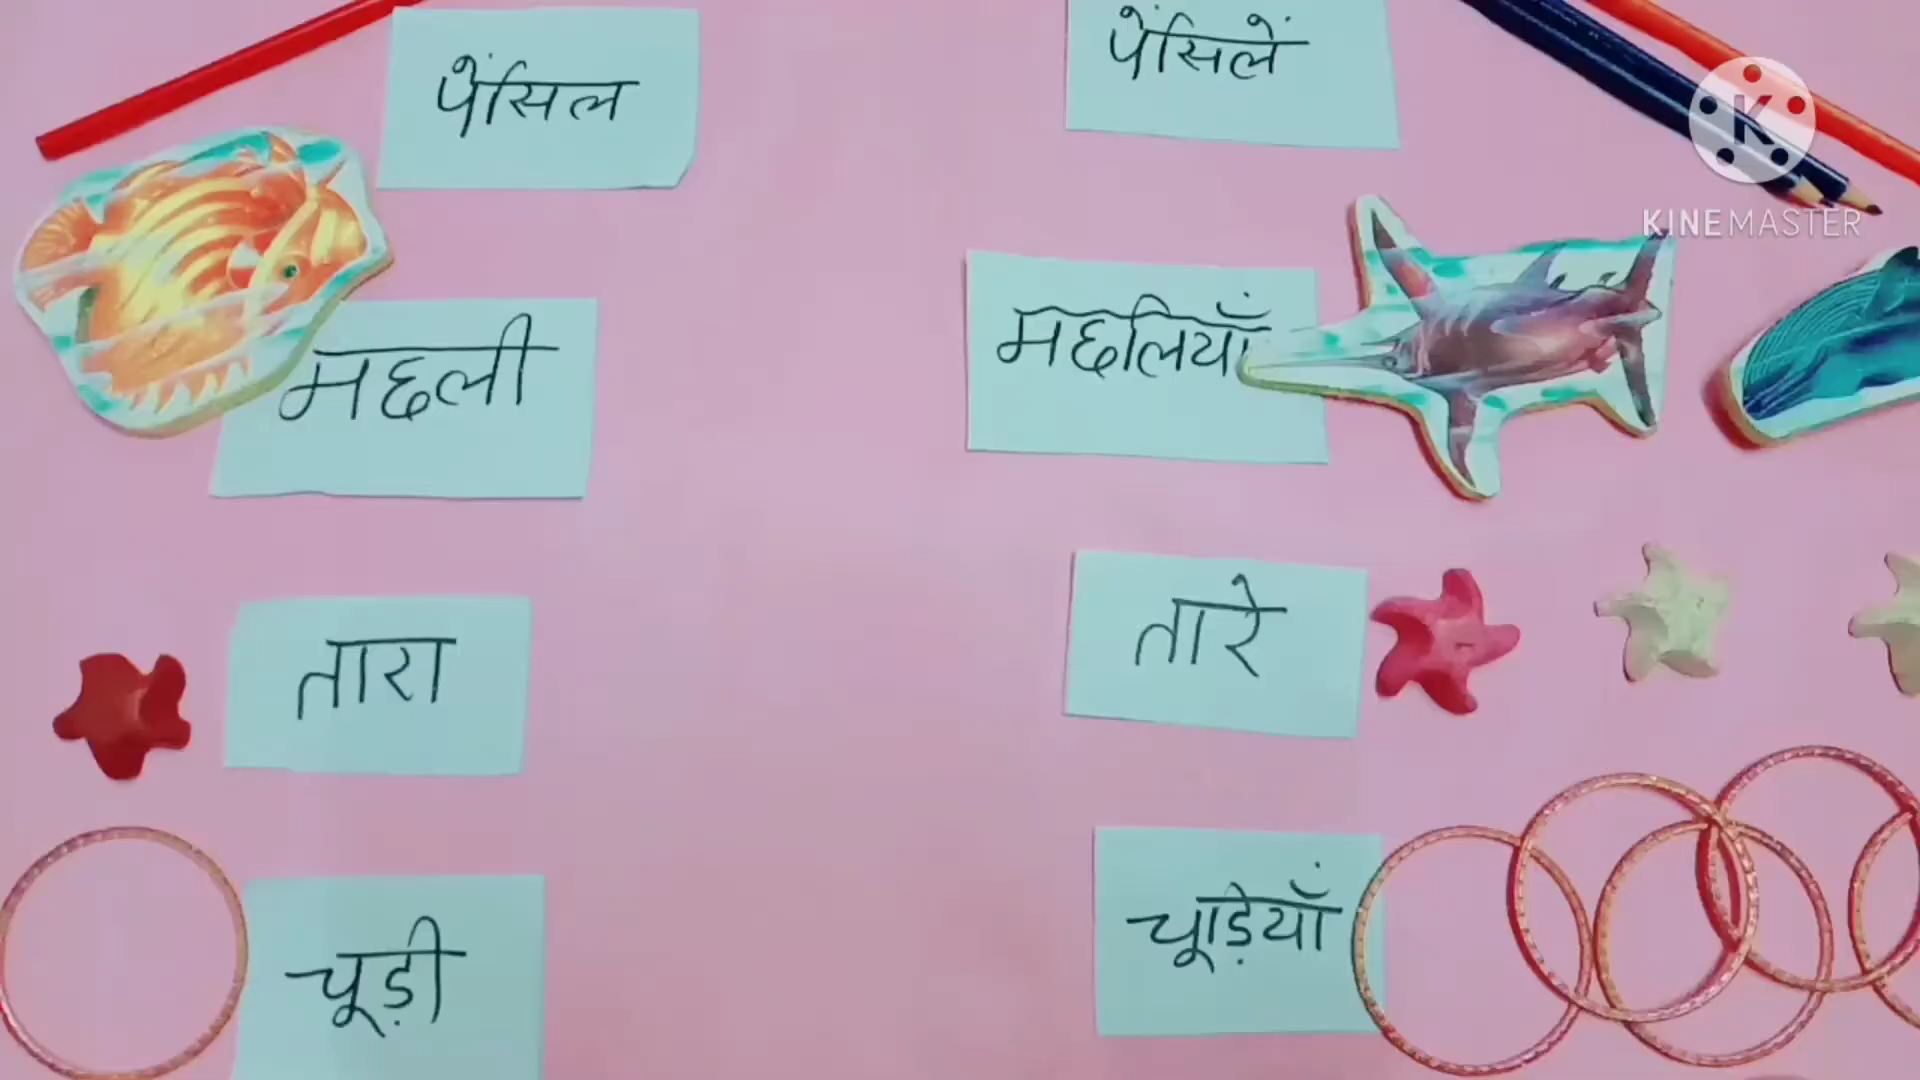 पेंसिल
पेंसिलें
मछली
मछलियाँ
तारा
तारे
चूड़ी
चूड़ियाँ
KINEMASTER